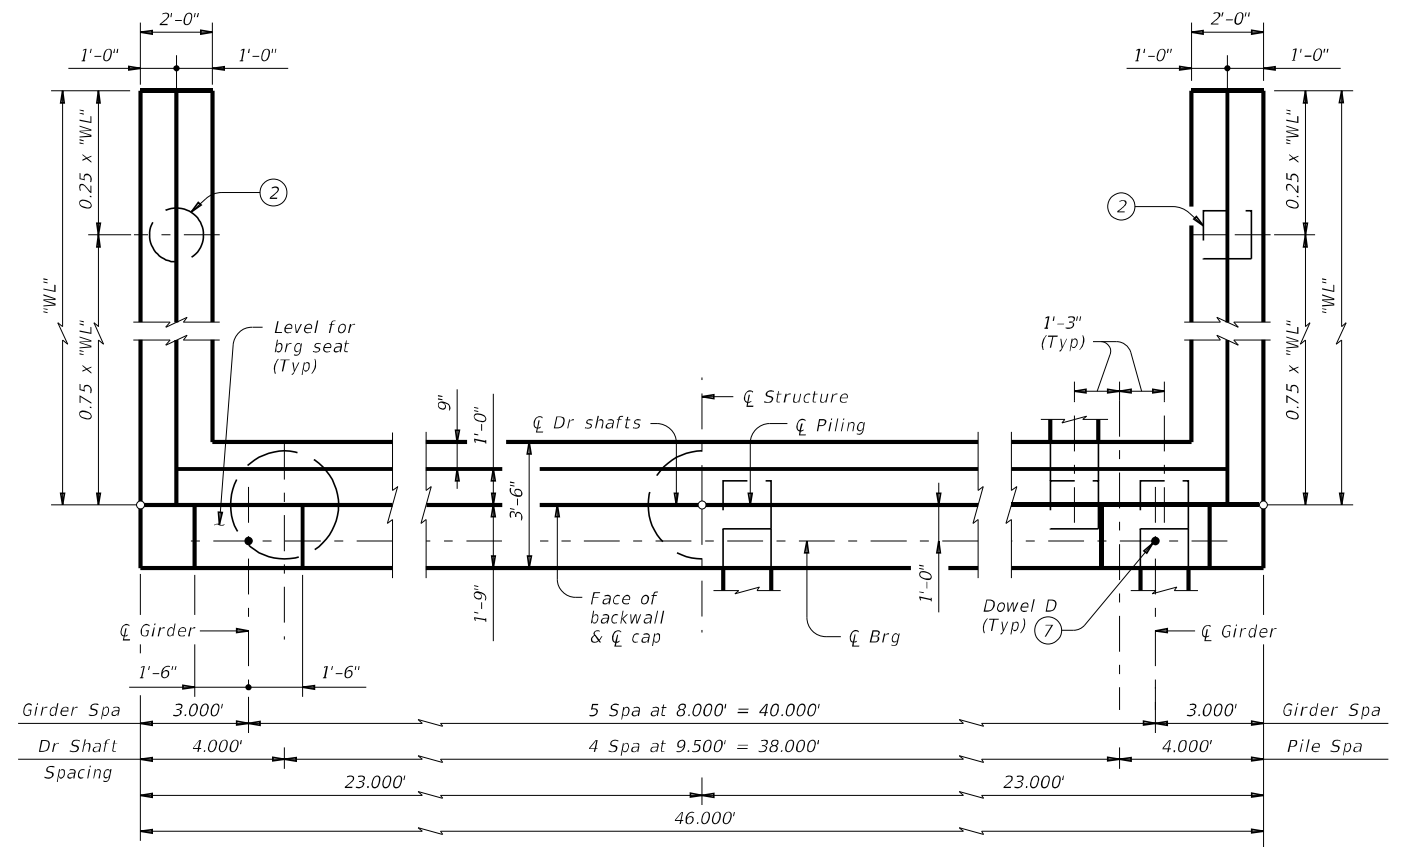 2'-0"
2'-0"
1'-0"
1'-0"
1'-0"
1'-0"
0.25 x "WL"
2
2
0.25 x "WL"
"WL"
0.75 x "WL"
Level for
brg seat
(Typ)
1'-3"
(Typ)
"WL"
0.75 x "WL"
9"
1'-0"
℄ Structure
℄ Dr shafts
℄ Piling
3'-6"
1'-9"
Face of
backwall
& ℄ cap
℄ Brg
1'-0"
Dowel D
(Typ) 7
℄ Girder
℄ Girder
1'-6"
1'-6"
Girder Spa
3.000'
5 Spa at 8.000' = 40.000'
3.000'
Girder Spa
Dr Shaft
Spacing
4.000'
4 Spa at 9.500' = 38.000'
4.000'
Pile Spa
23.000'
23.000'
46.000'